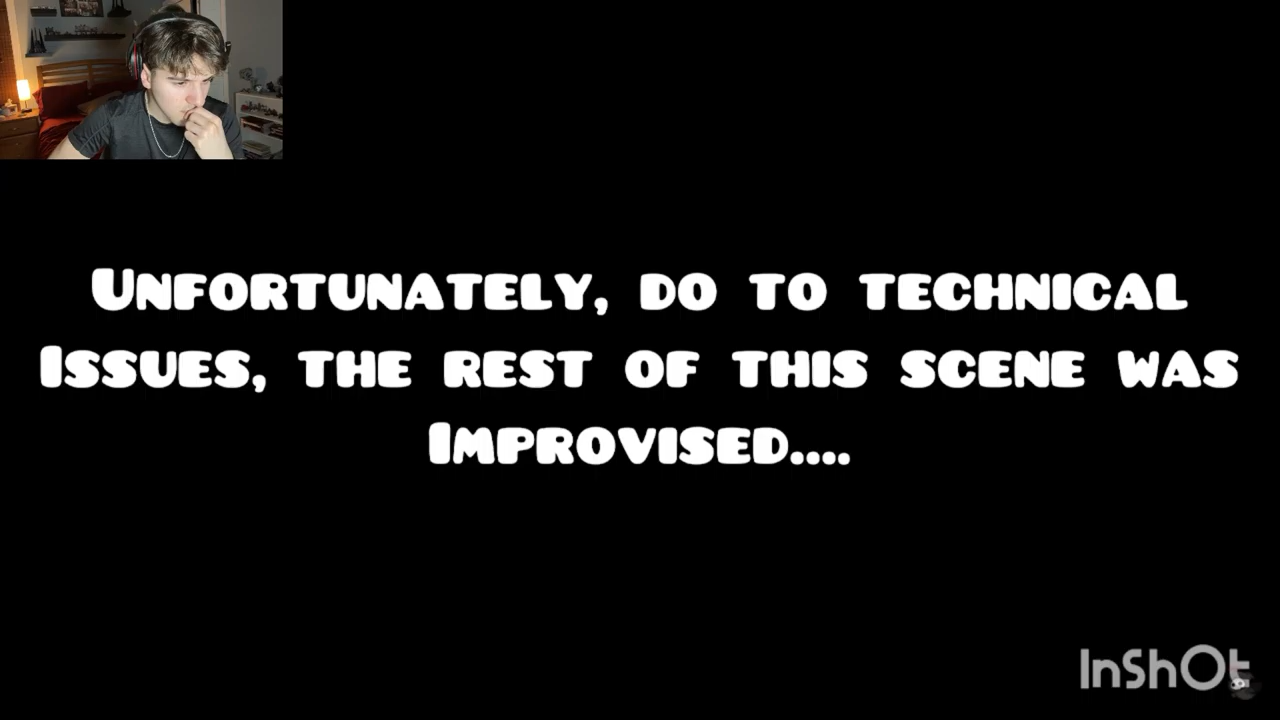 Unfortunately, do to technical
Issues, the rest of this scene was
Improvised....
InShOt